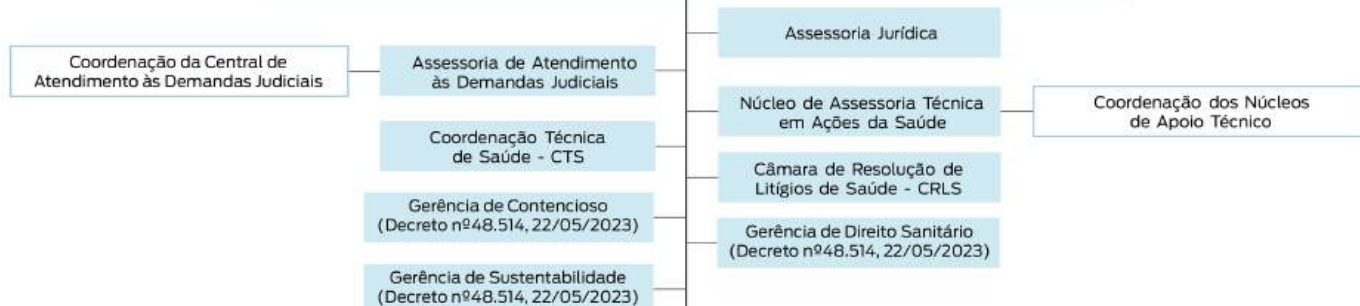 Assessoria Jurídica
Coordenação da Central de
Atendimento às Demandas Judiciais
Assessoria de Atendimento
às Demandas Judiciais
Núcleo de Assessoria Técnica
em Ações da Saúde
Coordenação dos Núcleos
de Apoio Técnico
Coordenação Técnica
de Saúde - CTS
Câmara de Resolução de
Litígios de Saúde - CRLS
Gerência de Contencioso
(Decreto nº48.514, 22/05/2023)
Gerência de Direito Sanitário
(Decreto nº48.514, 22/05/2023)
Gerência de Sustentabilidade
(Decreto nº48.514, 22/05/2023)